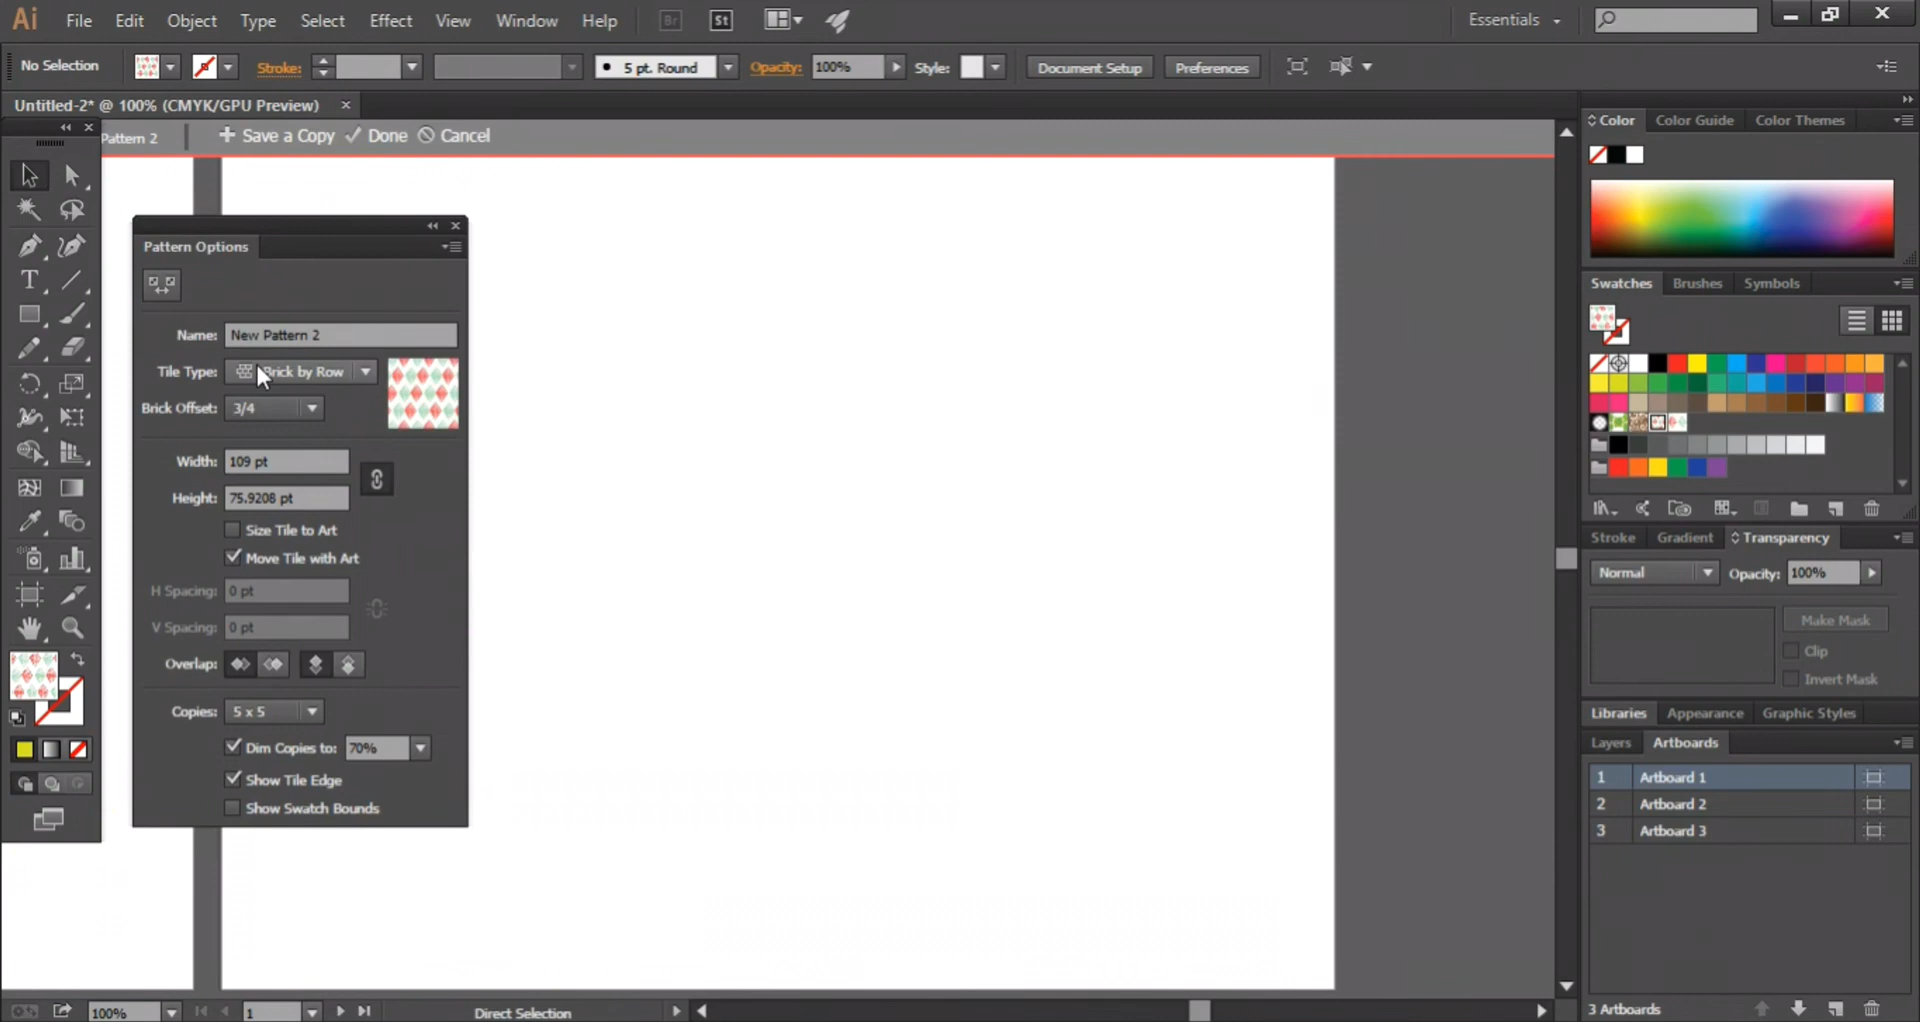 Ai File Edit Object Type Select Effect View Window Help Br St Essentials
No Selection Stroke: 5 pt. Round Opacity: 100% Style: Document Setup Preferences
Untitled-2* @ 100% (CMYK/GPU Preview)
Pattern 2 Save a Copy Done Cancel
Pattern Options
Name: New Pattern 2
Tile Type: Brick by Row
Brick Offset: 3/4
Width: 109 pt
Height: 75.9208 pt
Size Tile to Art
Move Tile with Art
H Spacing: 0 pt
V Spacing: 0 pt
Overlap:
Copies: 5 x 5
Dim Copies to: 70%
Show Tile Edge
Show Swatch Bounds
Color Color Guide Color Themes
Swatches Brushes Symbols
Stroke Gradient Transparency
Normal Opacity: 100%
Make Mask
Clip
Invert Mask
Libraries Appearance Graphic Styles
Layers Artboards
1 Artboard 1
2 Artboard 2
3 Artboard 3
3 Artboards
100% 1 Direct Selection